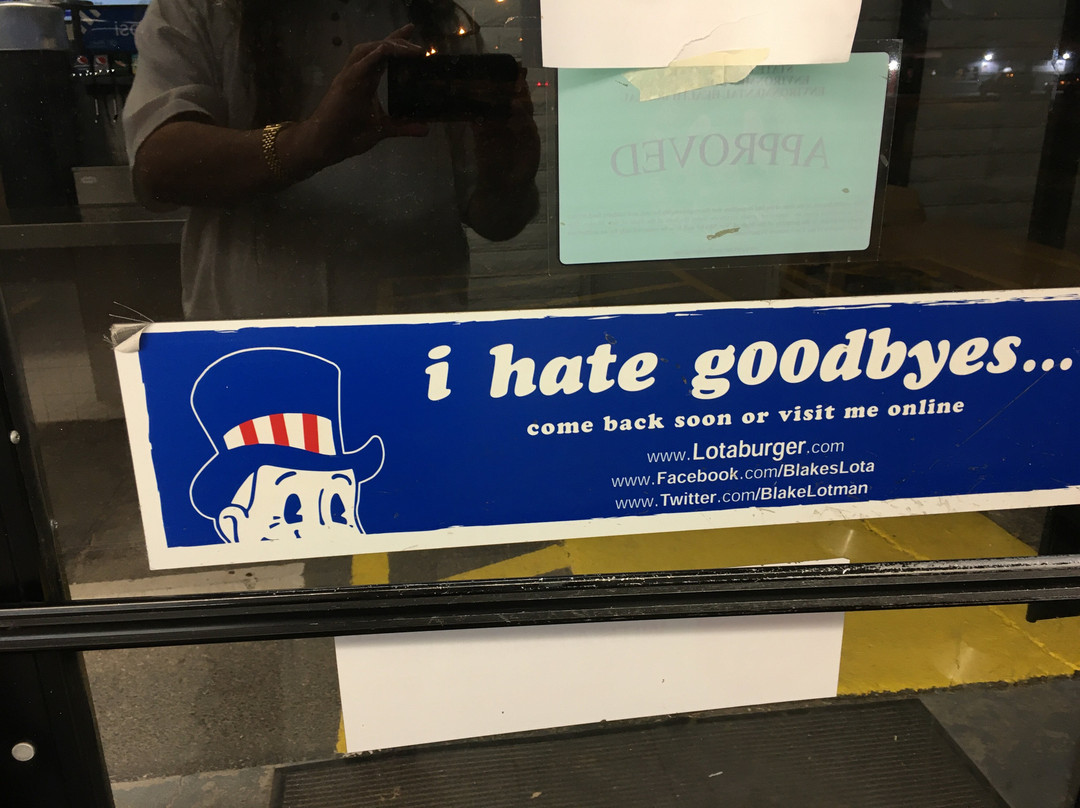 APPROVED
i hate goodbyes...
come back soon or visit me online
www.Lotaburger.com
www.Facebook.com/BlakesLota
www.Twitter.com/BlakeLotman